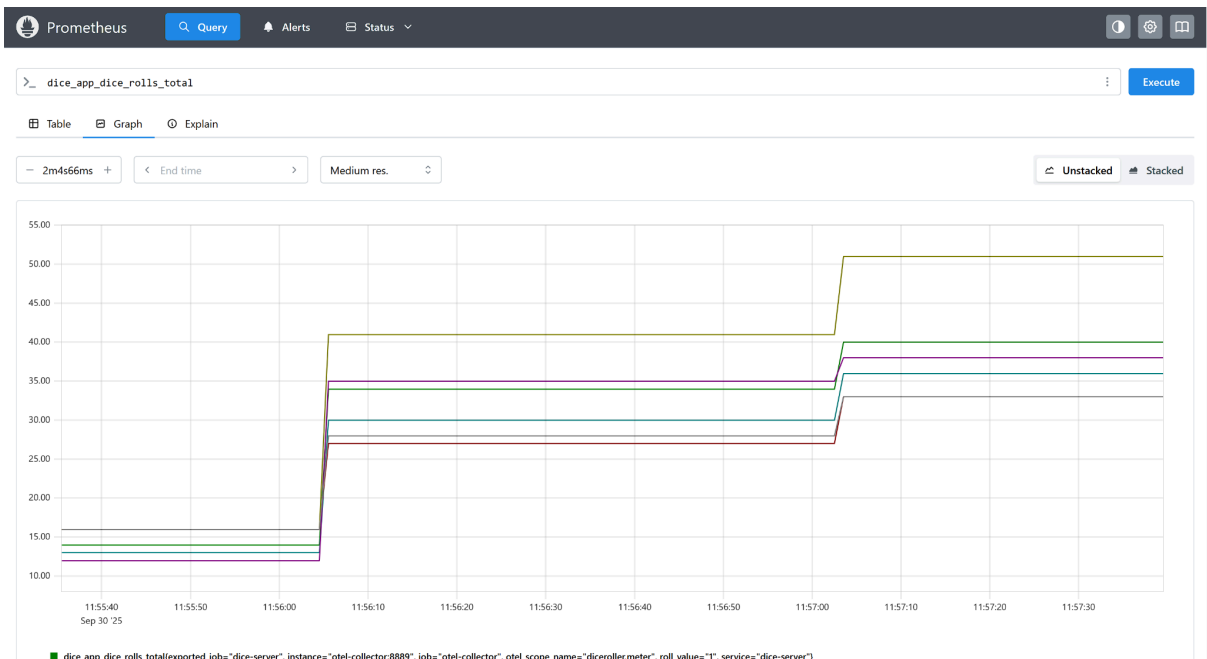 Prometheus Query Alerts Status
>_ dice_app_dice_rolls_total Execute
Table Graph Explain
− 2m4s66ms + < End time > Medium res. Unstacked Stacked
55.00
50.00
45.00
40.00
35.00
30.00
25.00
20.00
15.00
10.00
11:55:40 11:55:50 11:56:00 11:56:10 11:56:20 11:56:30 11:56:40 11:56:50 11:57:00 11:57:10 11:57:20 11:57:30
Sep 30 '25
dice_app_dice_rolls_total{exported_job="dice-server", instance="otel-collector:8889", job="otel-collector", otel_scope_name="diceroller.meter", roll_value="1", service="dice-server"}